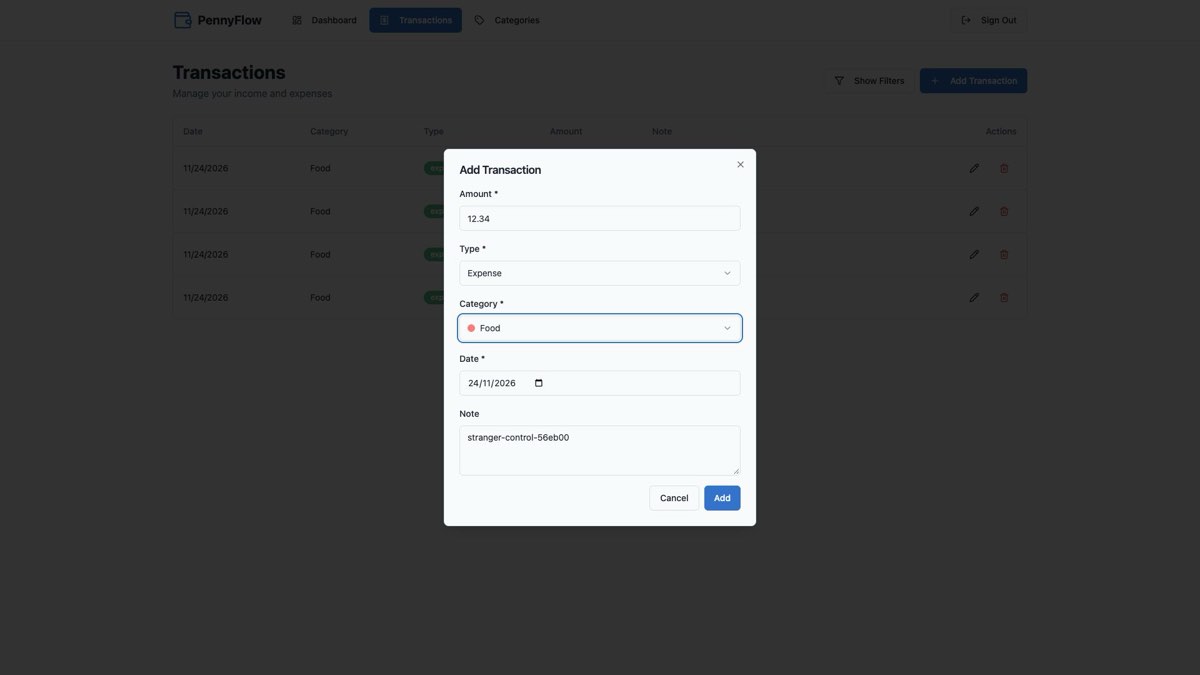 PennyFlow Dashboard Transactions Categories Sign Out
Transactions
Manage your income and expenses
Show Filters Add Transaction
Date Category Type Amount Note Actions
11/24/2026 Food
11/24/2026 Food
11/24/2026 Food
11/24/2026 Food
Add Transaction
Amount *
12.34
Type *
Expense
Category *
Food
Date *
24/11/2026
Note
stranger-control-56eb00
Cancel Add